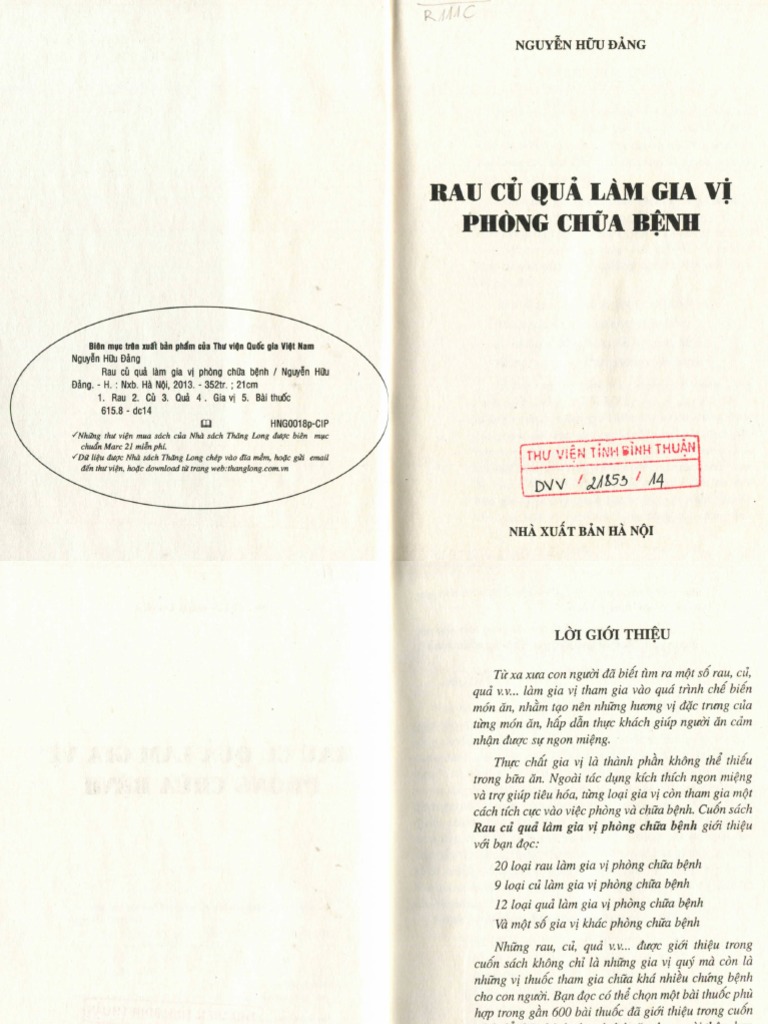 Biên mục trên xuất bản phẩm của Thư viện Quốc gia Việt Nam
Nguyễn Hữu Đảng
Rau củ quả làm gia vị phòng chữa bệnh / Nguyễn Hữu
Đảng. - H. : Nxb. Hà Nội, 2013. - 352tr. ; 21cm
1. Rau 2. Củ 3. Quả 4 . Gia vị 5. Bài thuốc
615.8 - dc14
HNG0018p-CIP
✓Những thư viện mua sách của Nhà sách Thăng Long được biên mục
chuẩn Marc 21 miễn phí.
✓Dữ liệu được Nhà sách Thăng Long chép vào đĩa mềm, hoặc gửi email
đến thư viện, hoặc download từ trang web:thanglong.com.vn
R111C
NGUYỄN HỮU ĐẢNG
RAU CỦ QUẢ LÀM GIA VỊ
PHÒNG CHỮA BỆNH
THƯ VIỆN TỈNH BÌNH THUẬN
DVV / 21853 / 14
NHÀ XUẤT BẢN HÀ NỘI
LỜI GIỚI THIỆU
Từ xa xưa con người đã biết tìm ra một số rau, củ,
quả v.v... làm gia vị tham gia vào quá trình chế biến
món ăn, nhằm tạo nên những hương vị đặc trưng của
từng món ăn, hấp dẫn thực khách giúp người ăn cảm
nhận được sự ngon miệng.
Thực chất gia vị là thành phần không thể thiếu
trong bữa ăn. Ngoài tác dụng kích thích ngon miệng
và trợ giúp tiêu hóa, từng loại gia vị còn tham gia một
cách tích cực vào việc phòng và chữa bệnh. Cuốn sách
Rau củ quả làm gia vị phòng chữa bệnh giới thiệu
với bạn đọc:
20 loại rau làm gia vị phòng chữa bệnh
9 loại củ làm gia vị phòng chữa bệnh
12 loại quả làm gia vị phòng chữa bệnh
Và một số gia vị khác phòng chữa bệnh
Những rau, củ, quả v.v... được giới thiệu trong
cuốn sách không chỉ là những gia vị quý mà còn là
những vị thuốc tham gia chữa khá nhiều chứng bệnh
cho con người. Bạn đọc có thể chọn một bài thuốc phù
hợp trong gần 600 bài thuốc đã giới thiệu trong cuốn